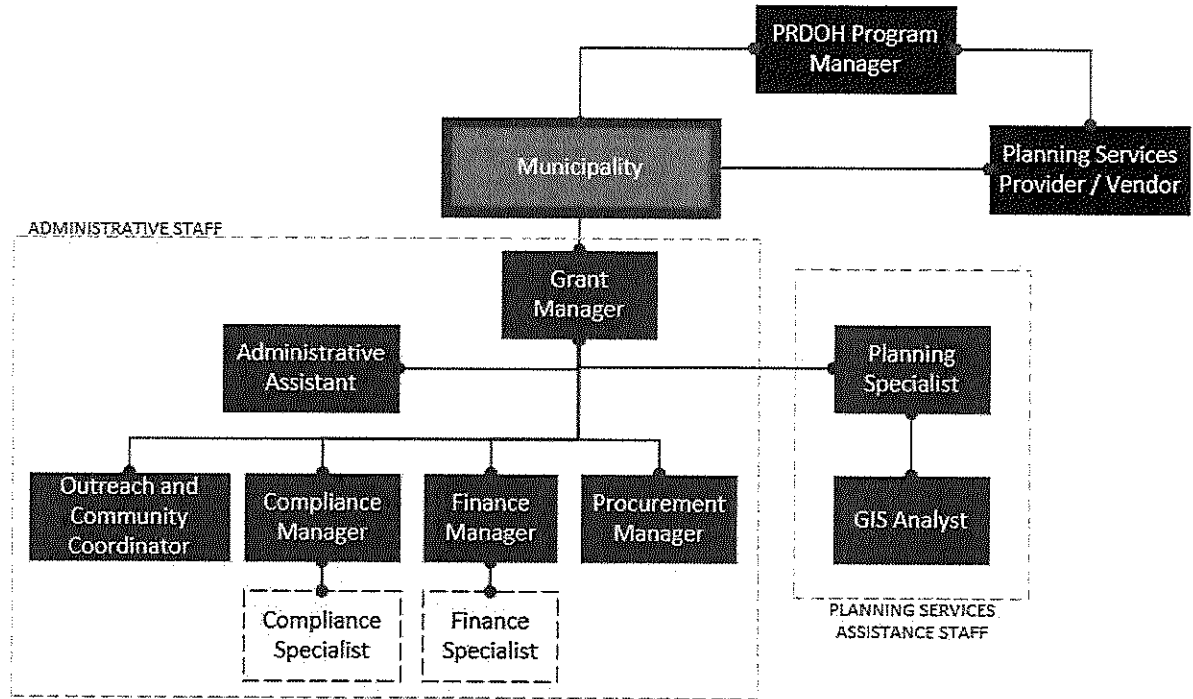 PRDOH Program
Manager
Municipality
Planning Services
Provider / Vendor
ADMINISTRATIVE STAFF
Grant
Manager
Administrative
Assistant
Planning
Specialist
Outreach and
Community
Coordinator
Compliance
Manager
Finance
Manager
Procurement
Manager
GIS Analyst
Compliance
Specialist
Finance
Specialist
PLANNING SERVICES
ASSISTANCE STAFF